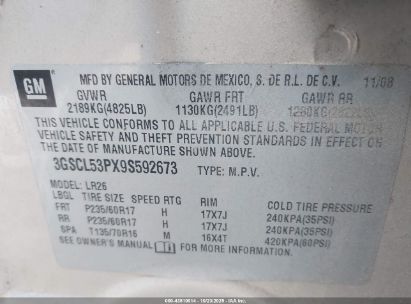 GM
MFD BY GENERAL MOTORS DE MEXICO, S. DE R.L. DE C.V. 11/08
GVWR GAWR FRT GAWR RR
2189KG(4825LB) 1130KG(2491LB)
THIS VEHICLE CONFORMS TO ALL APPLICABLE U.S. FEDERAL MOTOR
VEHICLE SAFETY AND THEFT PREVENTION STANDARDS IN EFFECT ON
THE DATE OF MANUFACTURE SHOWN ABOVE.
3GSCL53PX9S592673 TYPE: M.P.V.
MODEL: LR26
LBGL TIRE SIZE SPEED RTG RIM COLD TIRE PRESSURE
FRT P235/60R17 H 17X7J 240KPA(35PSI)
RR P235/60R17 H 17X7J 240KPA(35PSI)
SPA T135/70R16 M 16X4T 420KPA(60PSI)
SEE OWNER'S MANUAL FOR MORE INFORMATION